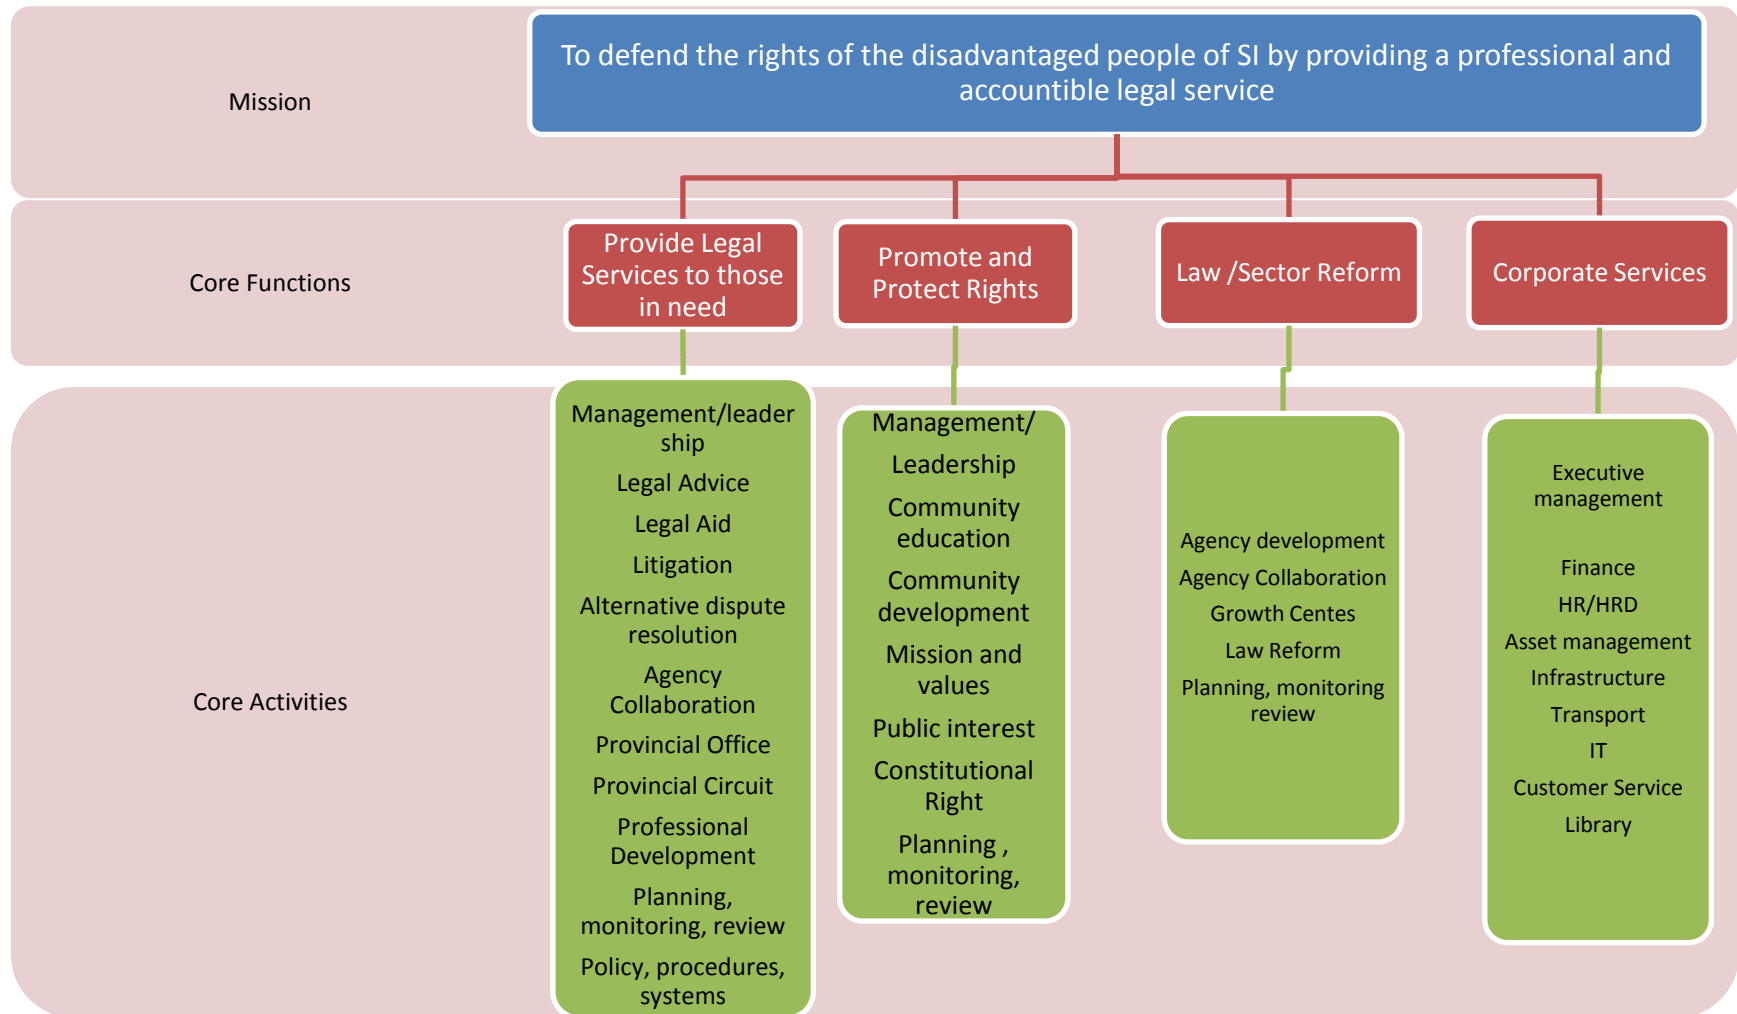 Mission
To defend the rights of the disadvantaged people of SI by providing a professional and
accountible legal service
Core Functions
Provide Legal
Services to those
in need
Promote and
Protect Rights
Law /Sector Reform
Corporate Services
Core Activities
Management/leader
ship
Legal Advice
Legal Aid
Litigation
Alternative dispute
resolution
Agency
Collaboration
Provincial Office
Provincial Circuit
Professional
Development
Planning,
monitoring, review
Policy, procedures,
systems
Management/
Leadership
Community
education
Community
development
Mission and
values
Public interest
Constitutional
Right
Planning ,
monitoring,
review
Agency development
Agency Collaboration
Growth Centes
Law Reform
Planning, monitoring
review
Executive
management
Finance
HR/HRD
Asset management
Infrastructure
Transport
IT
Customer Service
Library